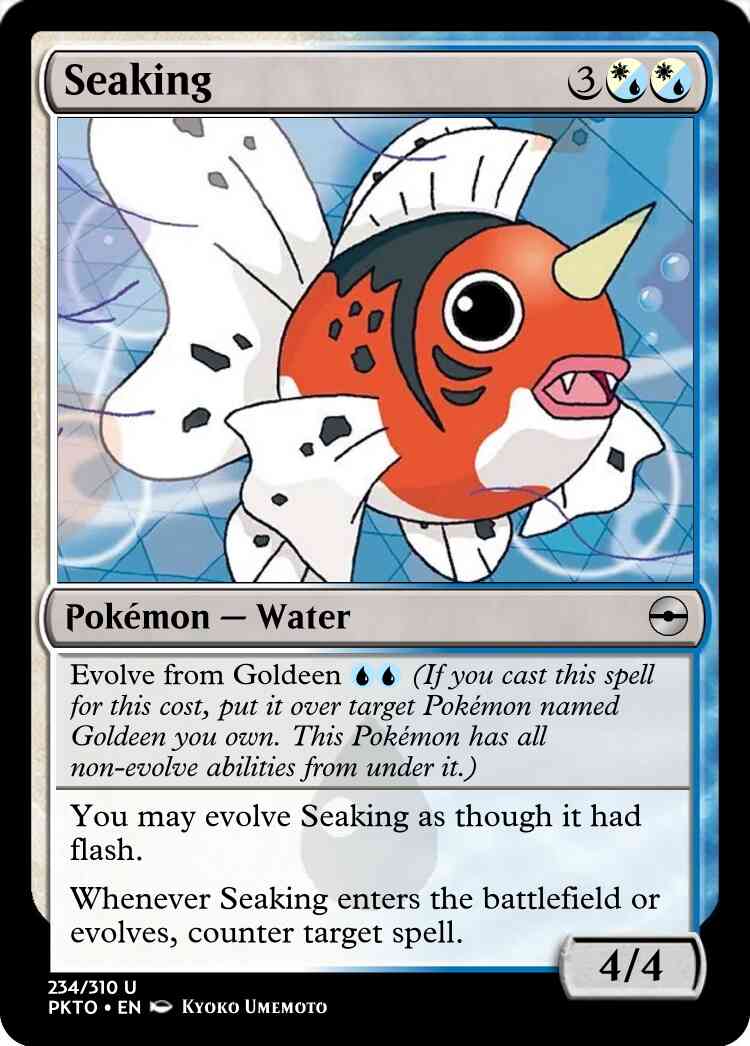 Seaking 3
Pokémon — Water
Evolve from Goldeen (If you cast this spell
for this cost, put it over target Pokémon named
Goldeen you own. This Pokémon has all
non-evolve abilities from under it.)
You may evolve Seaking as though it had
flash.
Whenever Seaking enters the battlefield or
evolves, counter target spell.
4/4
234/310 U
PKTO • EN Kyoko Umemoto